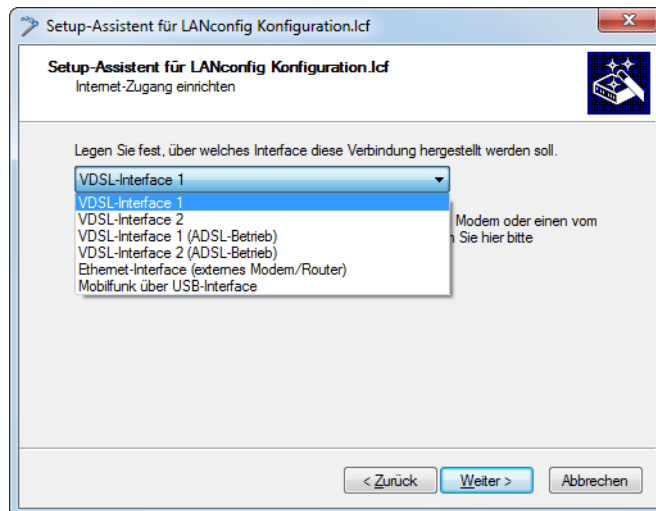 Setup-Assistent für LANconfig Konfiguration.lcf
Setup-Assistent für LANconfig Konfiguration.lcf
Internet-Zugang einrichten
Legen Sie fest, über welches Interface diese Verbindung hergestellt werden soll.
VDSL-Interface 1
VDSL-Interface 1
VDSL-Interface 2
VDSL-Interface 1 (ADSL-Betrieb)
Modem oder einen vom
Sie hier bitte
VDSL-Interface 2 (ADSL-Betrieb)
Ethernet-Interface (externes Modem/Router)
Mobilfunk über USB-Interface
< Zurück
Weiter >
Abbrechen